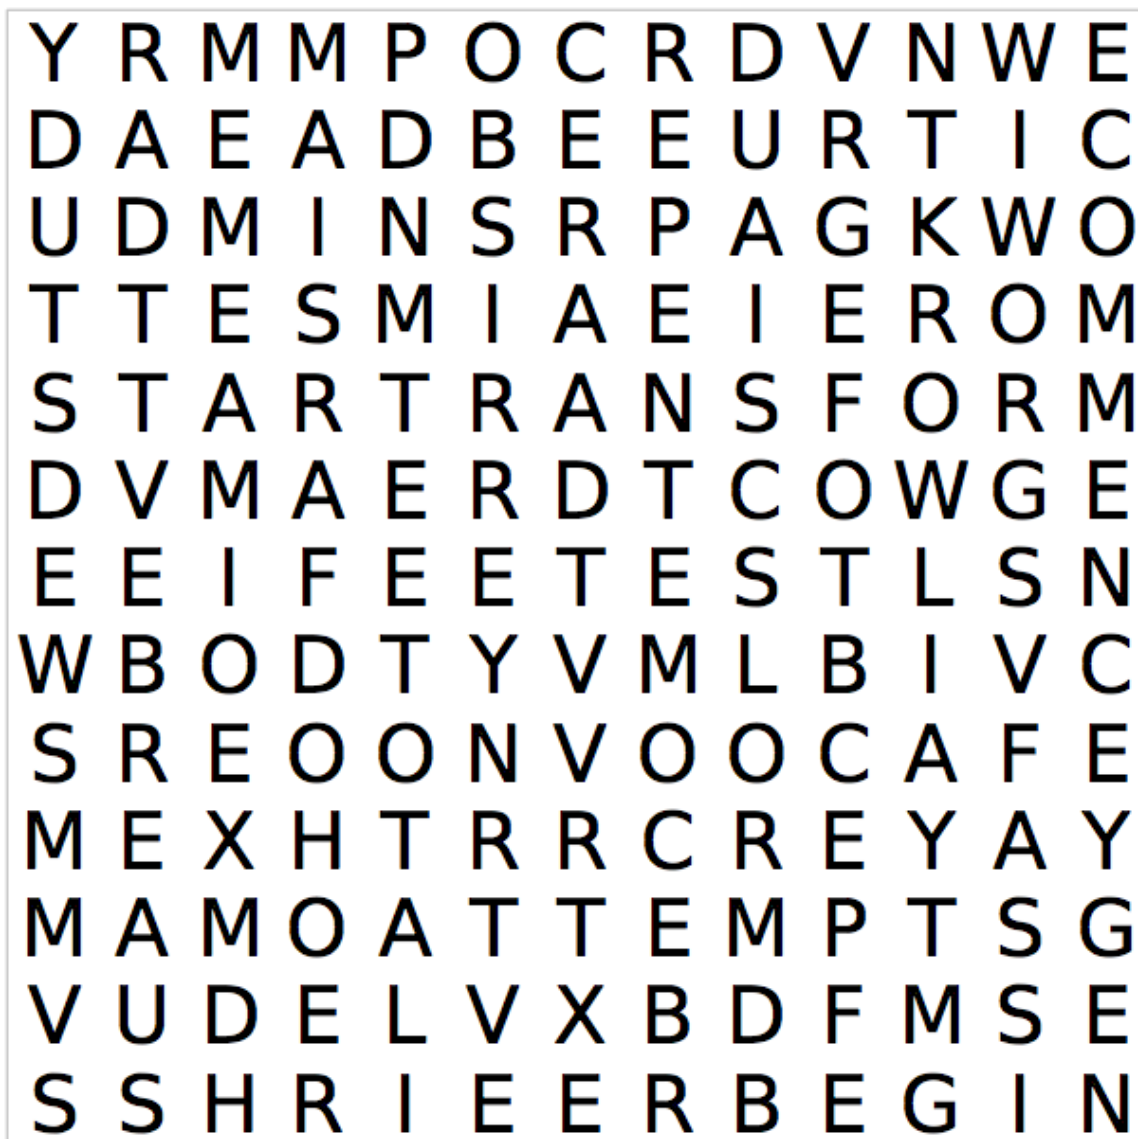 Y R M M P O C R D V N W E
D A E A D B E E U R T I C
U D M I N S R P A G K W O
T T E S M I A E I E R O M
S T A R T R A N S F O R M
D V M A E R D T C O W G E
E E I F E E T E S T L S N
W B O D T Y V M L B I V C
S R E O O N V O O C A F E
M E X H T R R C R E Y A Y
M A M O A T T E M P T S G
V U D E L V X B D F M S E
S S H R I E E R B E G I N